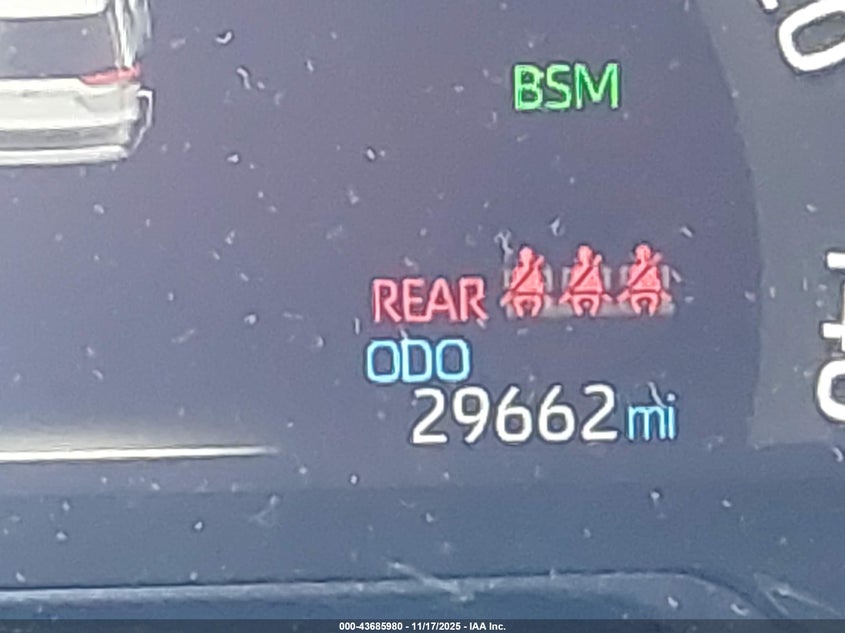 BSM
REAR
ODO
29662 mi
000-43685980 - 11/17/2025 - IAA Inc.